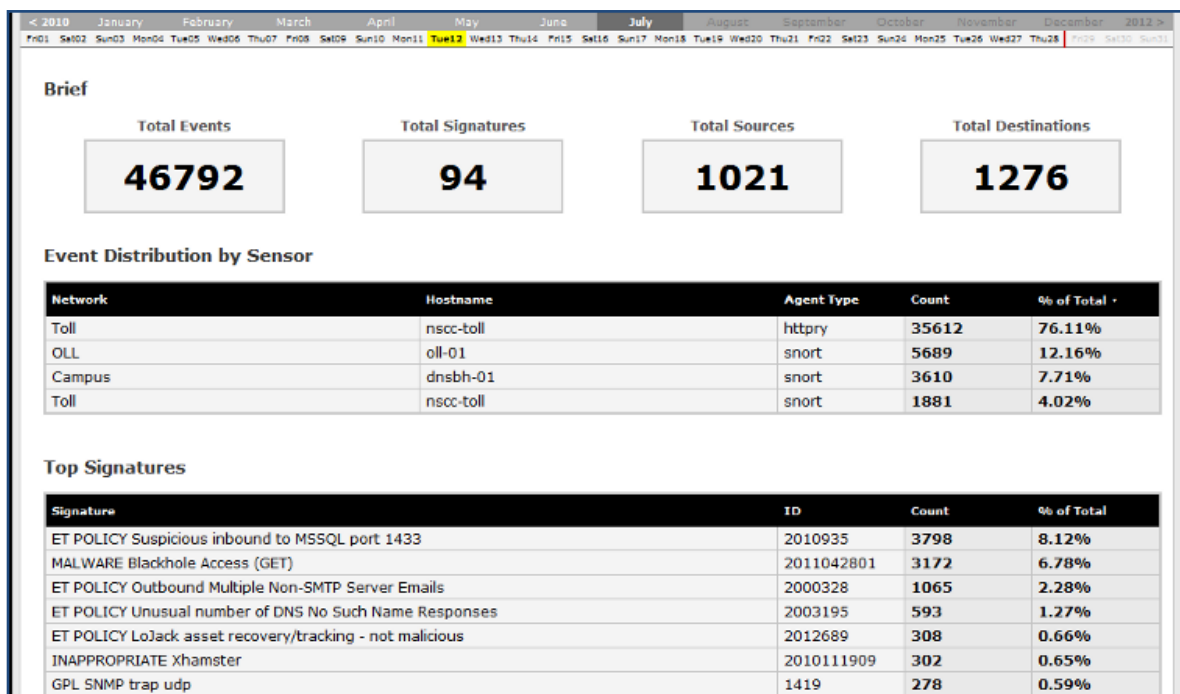 < 2010 January February March April May June July August September October November December 2012 >
Fri01 Sat02 Sun03 Mon04 Tue05 Wed06 Thu07 Fri08 Sat09 Sun10 Mon11 Tue12 Wed13 Thu14 Fri15 Sat16 Sun17 Mon18 Tue19 Wed20 Thu21 Fri22 Sat23 Sun24 Mon25 Tue26 Wed27 Thu28 Fri29 Sat30 Sun31
Brief
Total Events Total Signatures Total Sources Total Destinations
46792 94 1021 1276
Event Distribution by Sensor
Network Hostname Agent Type Count % of Total
Toll nscc-toll httpry 35612 76.11%
OLL oll-01 snort 5689 12.16%
Campus dnsbh-01 snort 3610 7.71%
Toll nscc-toll snort 1881 4.02%
Top Signatures
Signature ID Count % of Total
ET POLICY Suspicious inbound to MSSQL port 1433 2010935 3798 8.12%
MALWARE Blackhole Access (GET) 2011042801 3172 6.78%
ET POLICY Outbound Multiple Non-SMTP Server Emails 2000328 1065 2.28%
ET POLICY Unusual number of DNS No Such Name Responses 2003195 593 1.27%
ET POLICY LoJack asset recovery/tracking - not malicious 2012689 308 0.66%
INAPPROPRIATE Xhamster 2010111909 302 0.65%
GPL SNMP trap udp 1419 278 0.59%